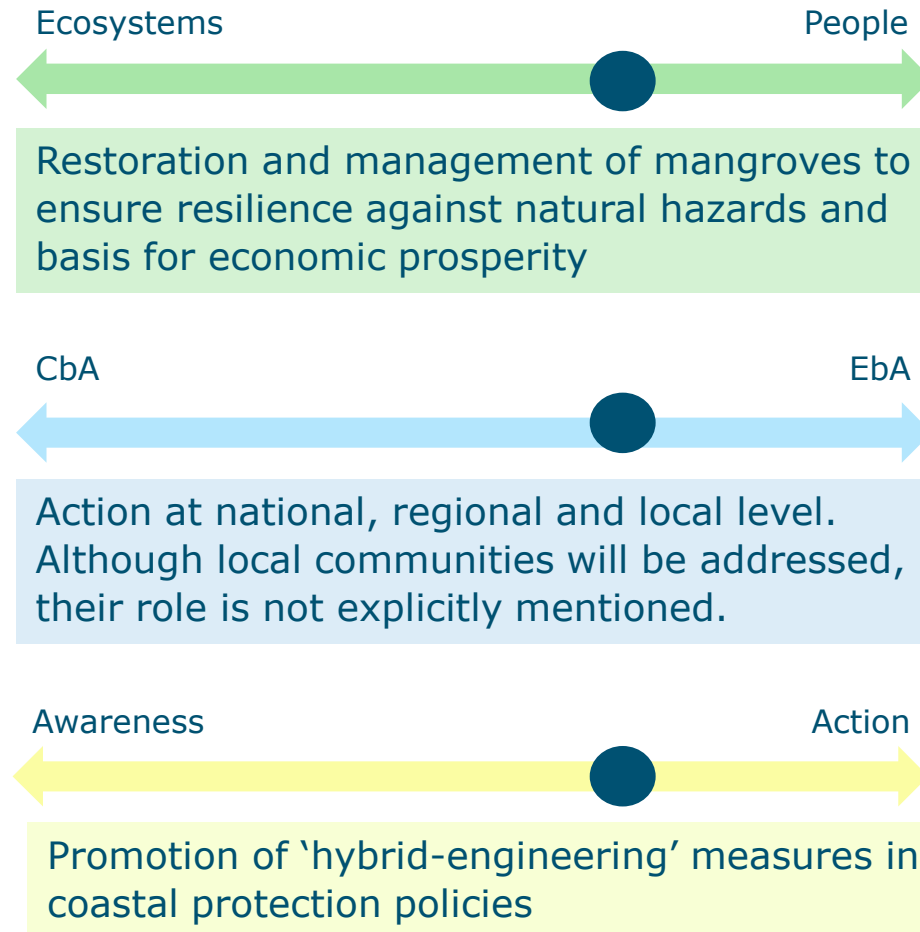 Ecosystems People
Restoration and management of mangroves to
ensure resilience against natural hazards and
basis for economic prosperity
CbA EbA
Action at national, regional and local level.
Although local communities will be addressed,
their role is not explicitly mentioned.
Awareness Action
Promotion of ‘hybrid-engineering’ measures in
coastal protection policies